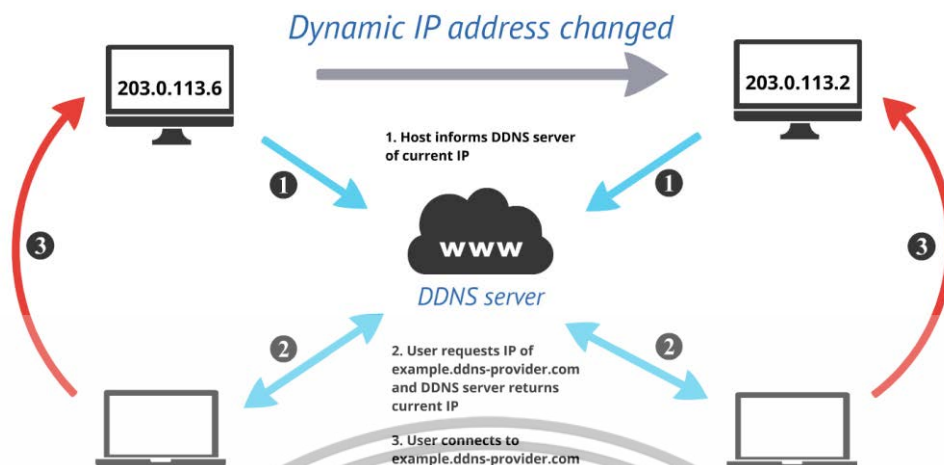 Dynamic IP address changed
203.0.113.6
203.0.113.2
1. Host informs DDNS server
of current IP
1
1
www
3
3
DDNS server
2
2
2. User requests IP of
example.ddns-provider.com
and DDNS server returns
current IP
3. User connects to
example.ddns-provider.com